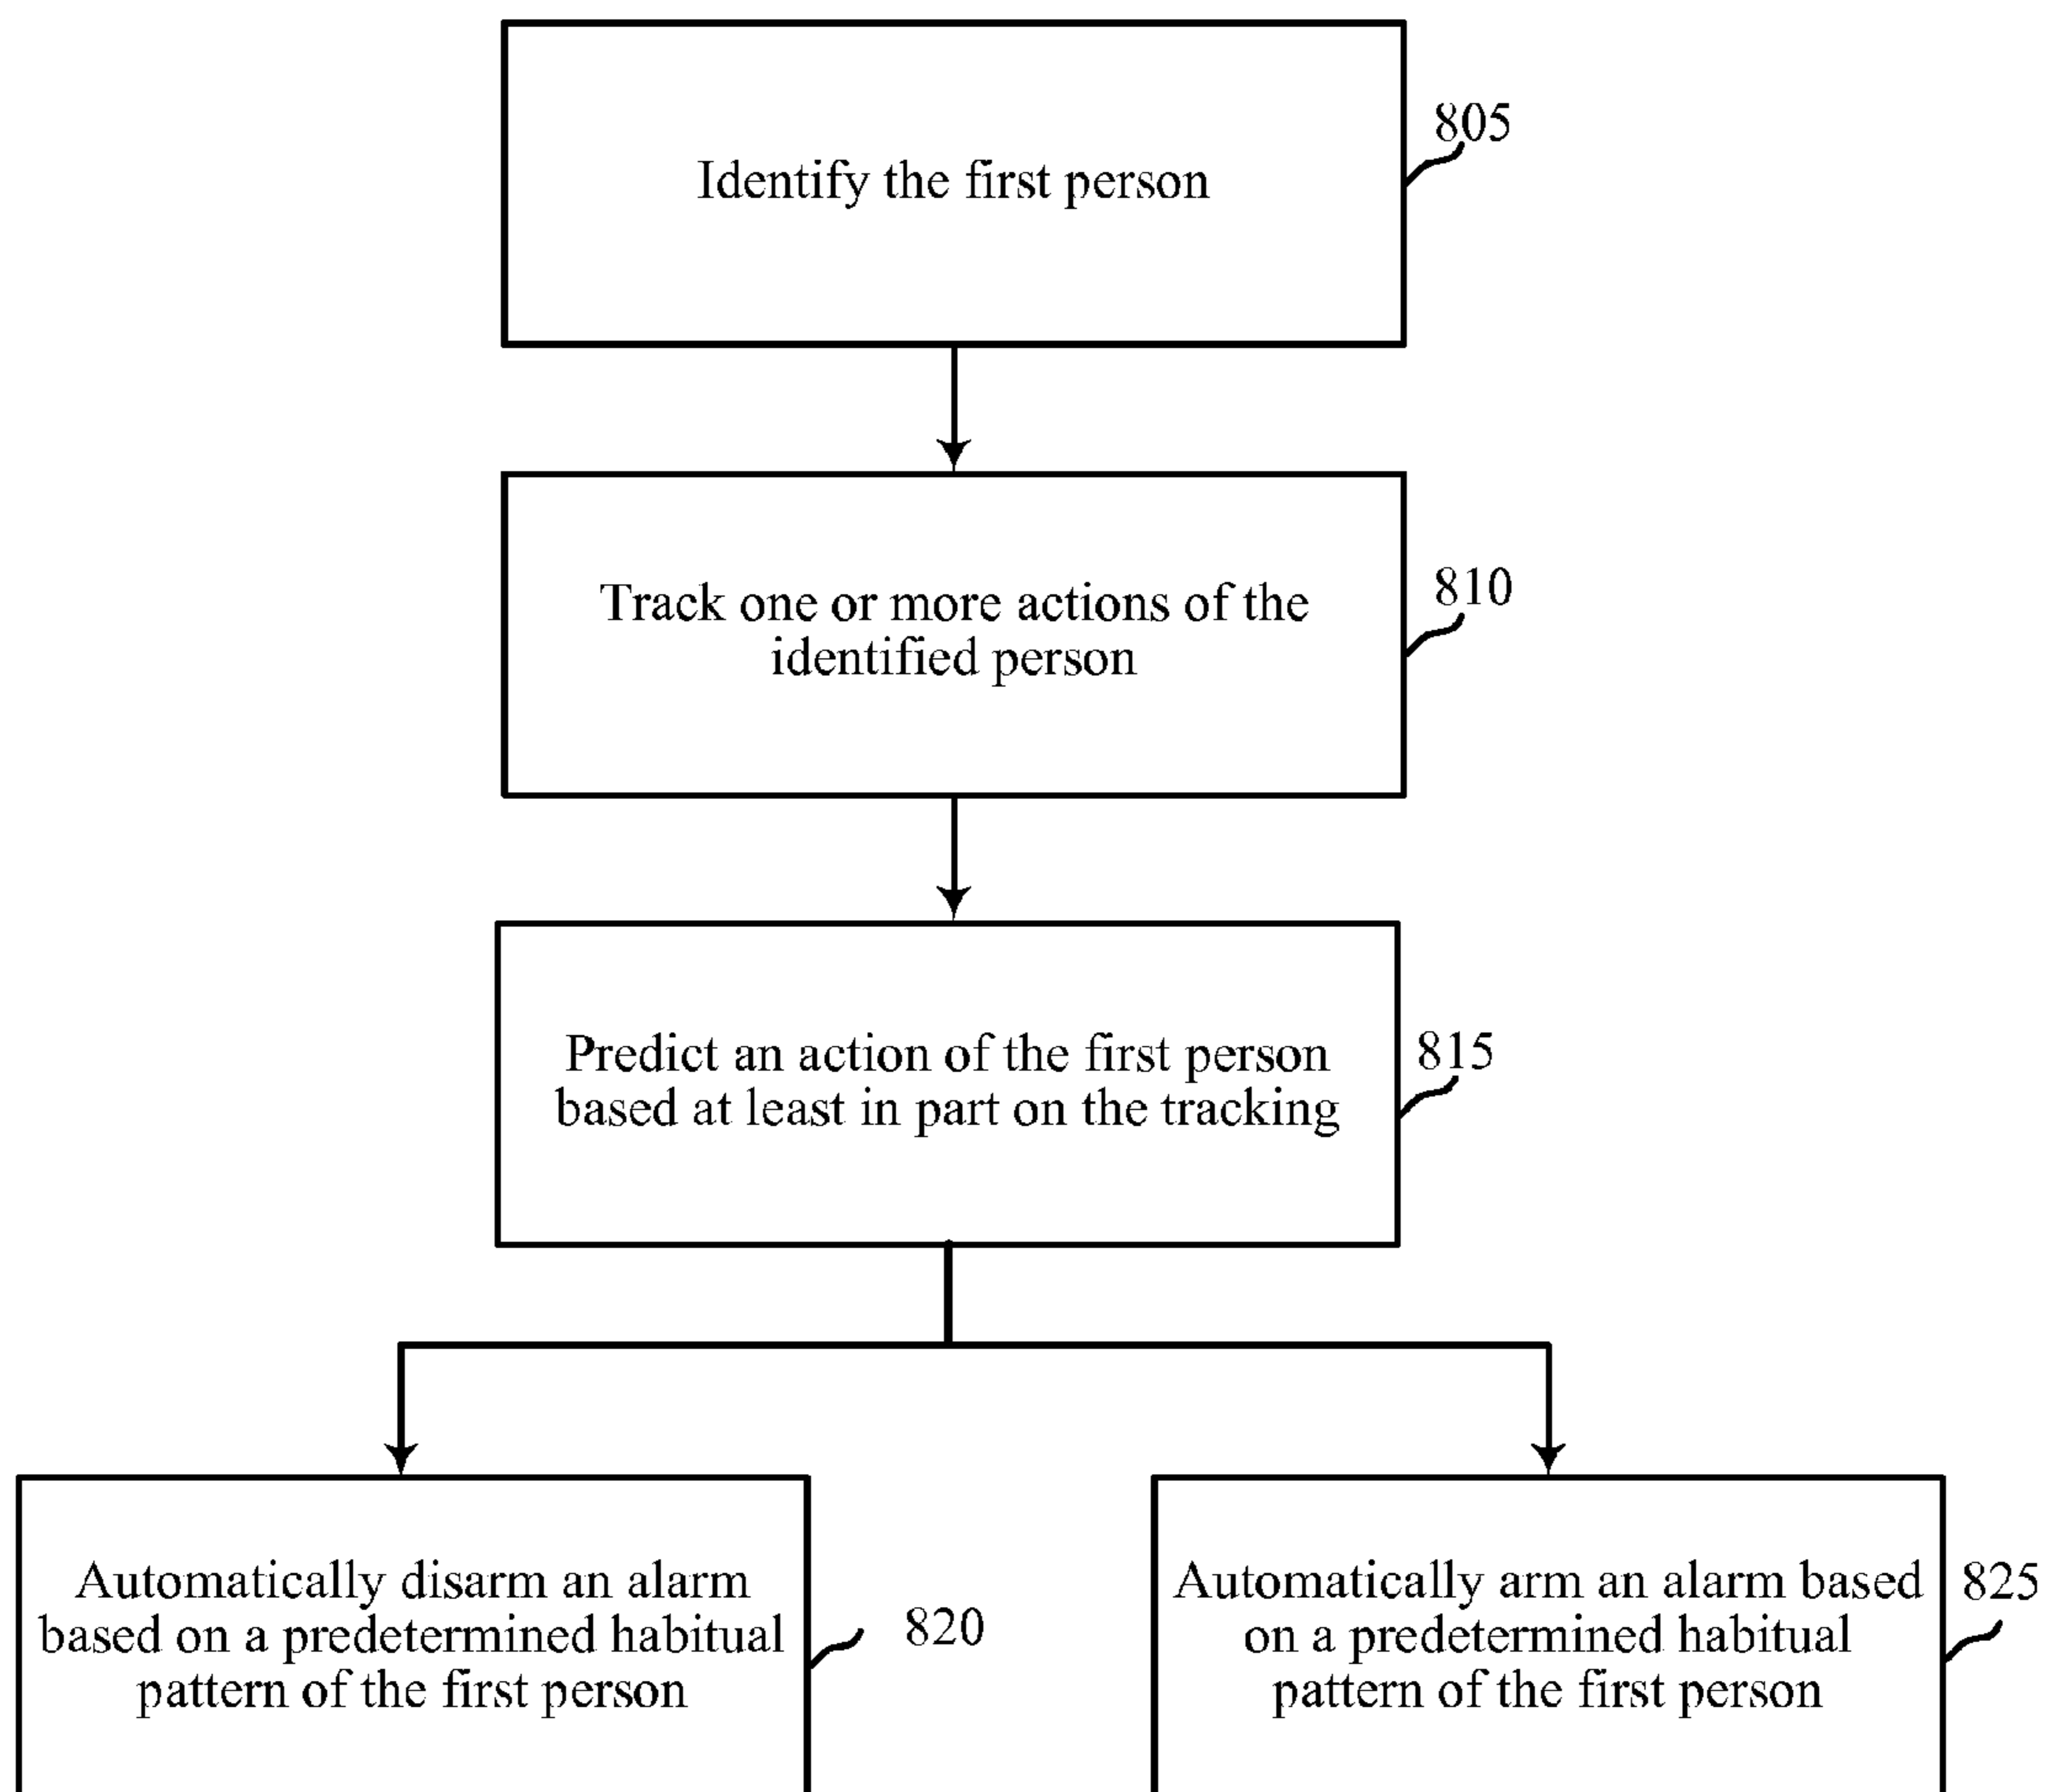 Identify the first person
805
Track one or more actions of the
identified person
810
Predict an action of the first person
based at least in part on the tracking
815
Automatically disarm an alarm
based on a predetermined habitual
pattern of the first person
820
Automatically arm an alarm based
on a predetermined habitual
pattern of the first person
825